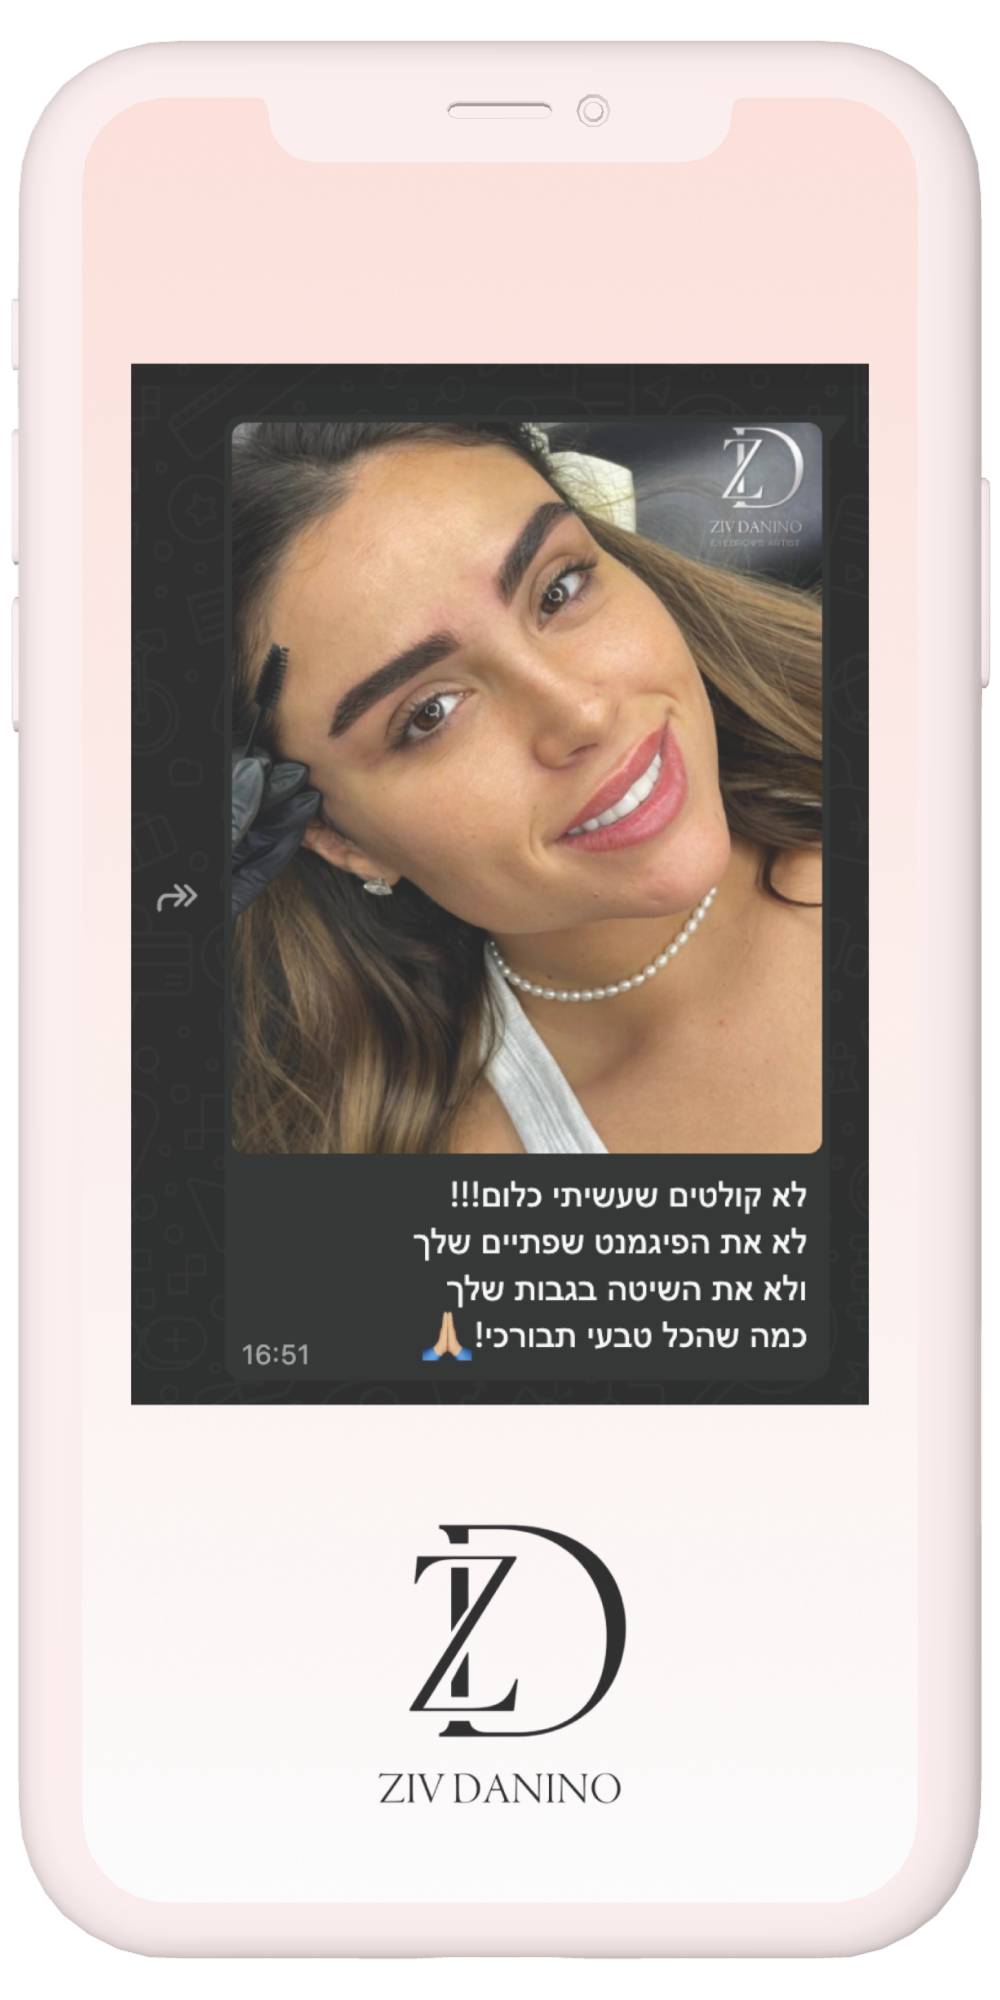 ZD
ZIV DANINO
EYEBROWS ARTIST
לא קולטים שעשיתי כלום!!!
לא את הפיגמנט שפתיים שלך
ולא את השיטה בגבות שלך
כמה שהכל טבעי תבורכי!🙏🏼
16:51
ZD
ZIV DANINO